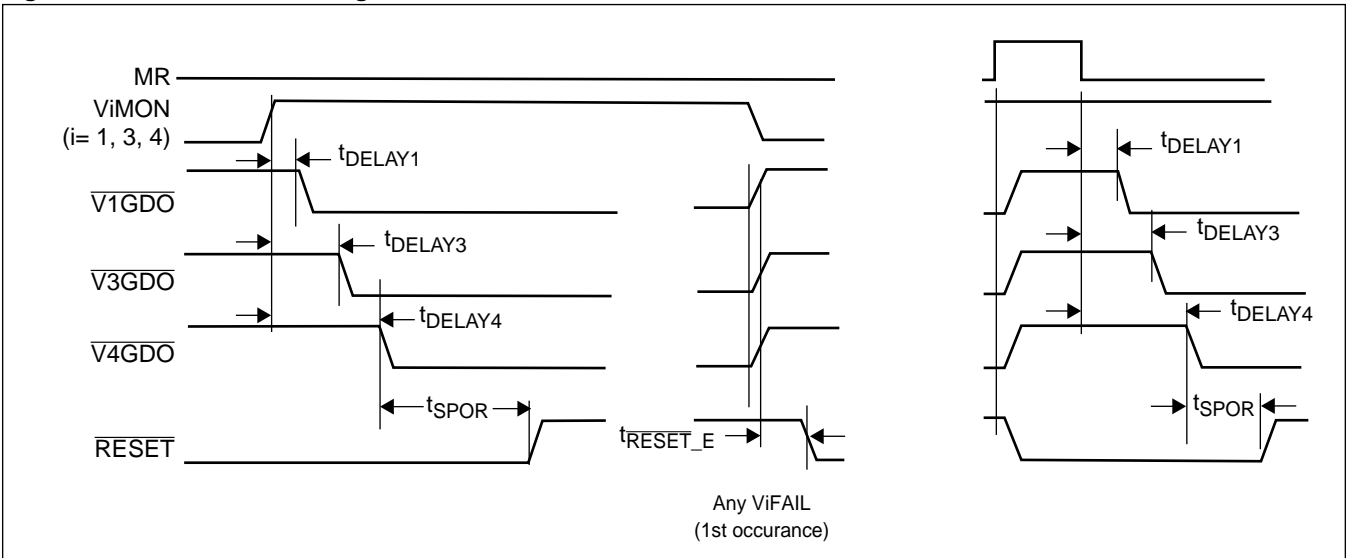 MR
ViMON
(i= 1, 3, 4)
tDELAY1
tDELAY1
V1GDO
tDELAY3
tDELAY3
V3GDO
tDELAY4
tDELAY4
V4GDO
tSPOR
tSPOR
RESET
tRESET_E
Any ViFAIL
(1st occurance)